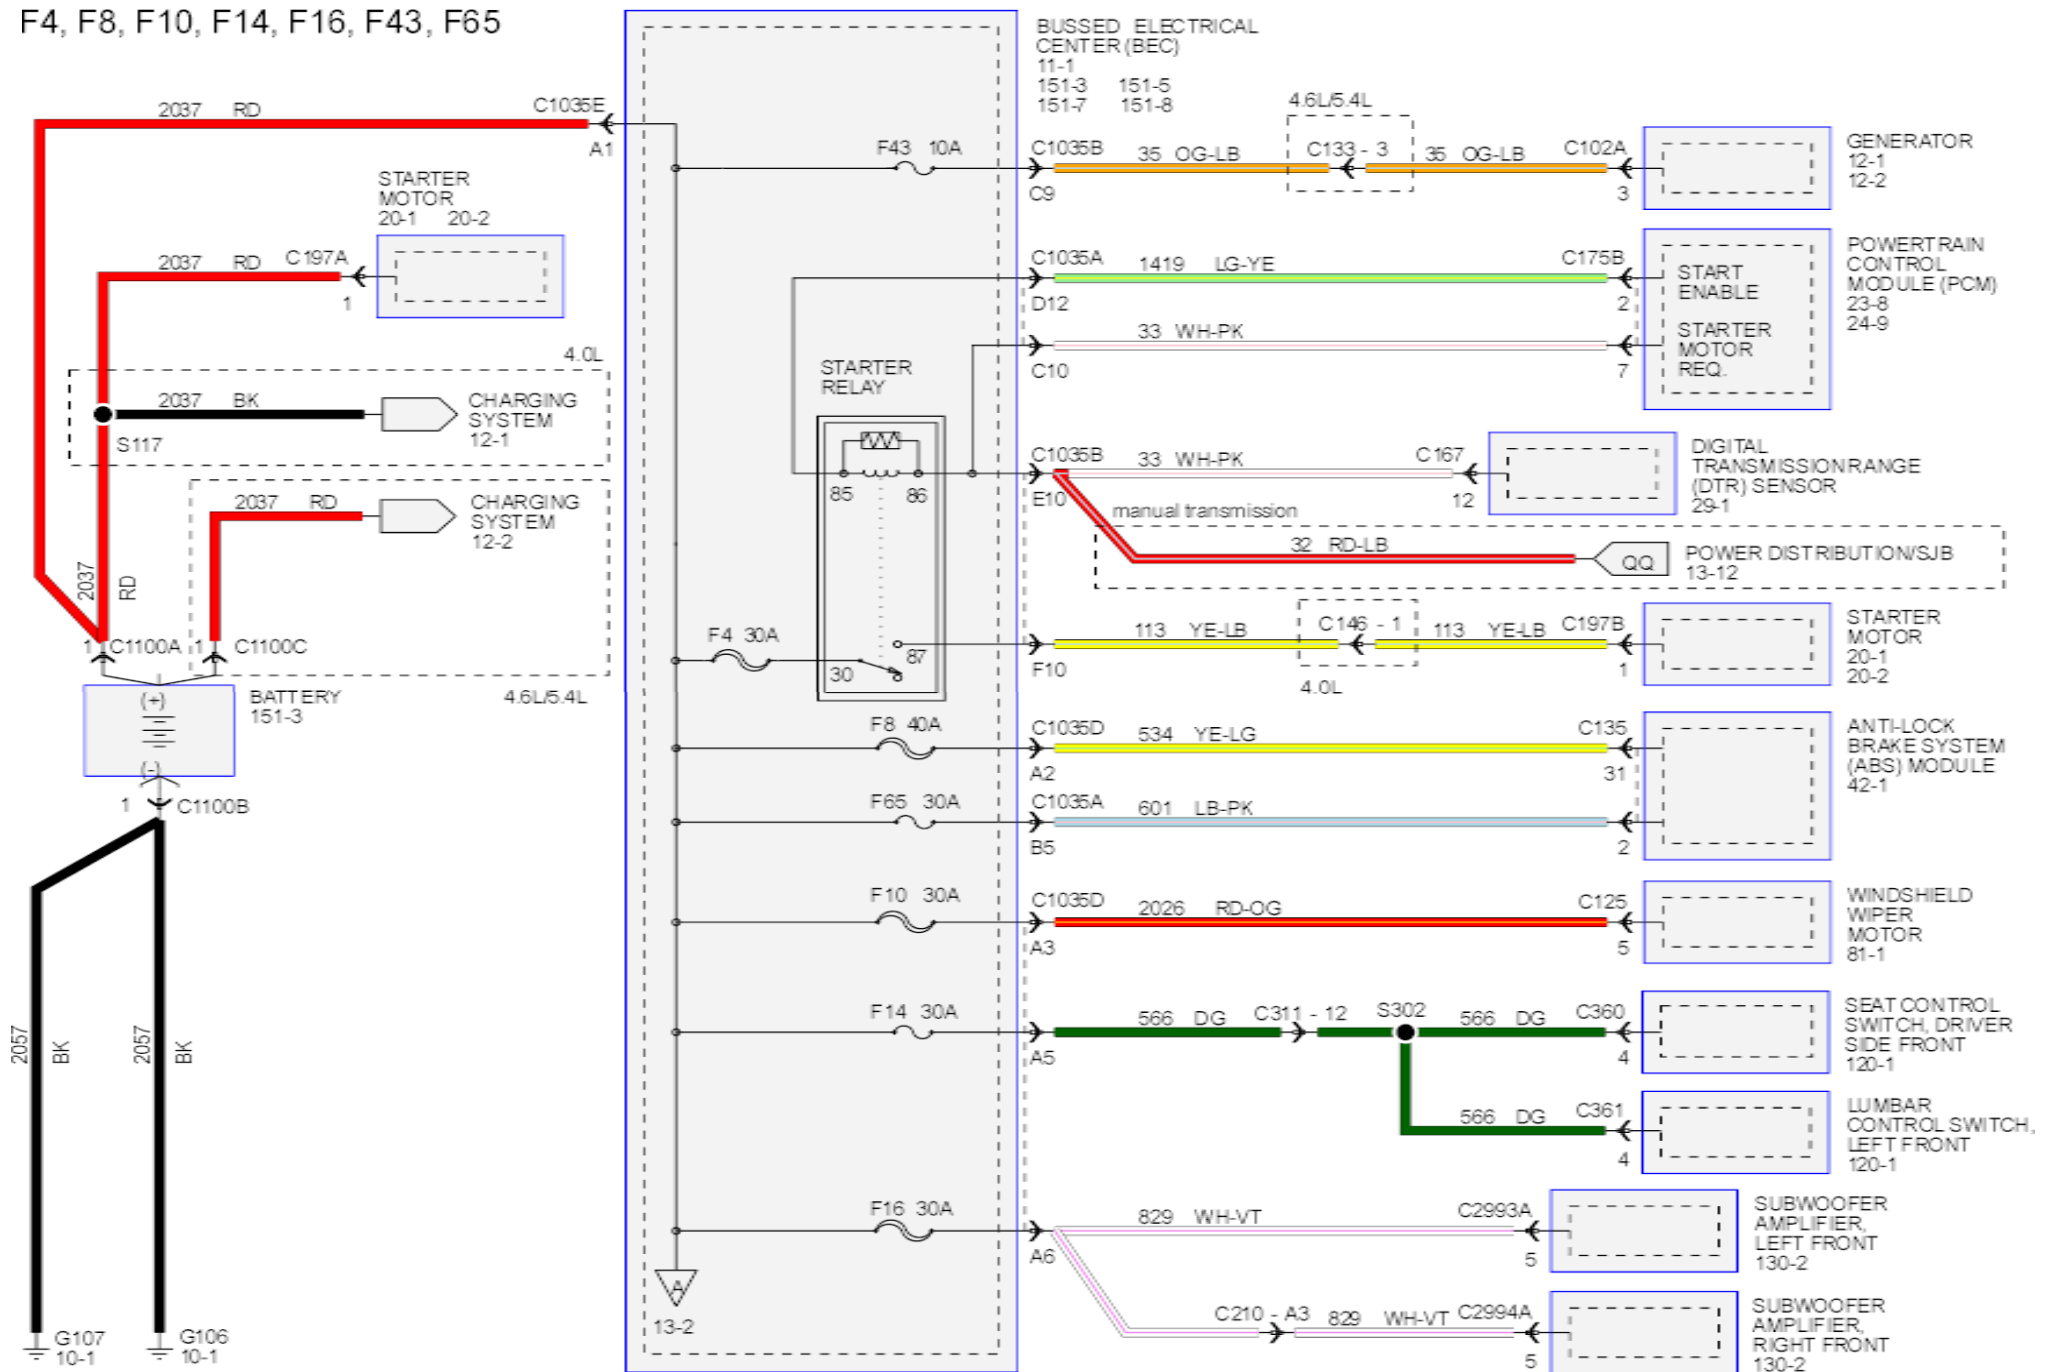 F4, F8, F10, F14, F16, F43, F65
2037 RD
C1035E
A1
STARTER
MOTOR
20-1 20-2
2037 RD
C197A
1
4.0L
2037 BK
CHARGING
SYSTEM
12-1
S117
2037 RD
CHARGING
SYSTEM
12-2
2037
RD
1 C1100A
1 C1100C
4.6L/5.4L
(+)
(-)
BATTERY
151-3
1 C1100B
2057
BK
2057
BK
G107
10-1
G106
10-1
BUSSED ELECTRICAL
CENTER (BEC)
11-1
151-3 151-5
151-7 151-8
F43 10A
STARTER
RELAY
85 86
87
30
F4 30A
F8 40A
F65 30A
F10 30A
F14 30A
F16 30A
A
13-2
4.6L/5.4L
C1035B
C9
35 OG-LB
C133 - 3
35 OG-LB
C102A
3
GENERATOR
12-1
12-2
C1035A
D12
1419 LG-YE
C175B
2
START
ENABLE
C10
33 WH-PK
7
STARTER
MOTOR
REQ.
POWERTRAIN
CONTROL
MODULE (PCM)
23-8
24-9
C1035B
E10
33 WH-PK
C167
12
DIGITAL
TRANSMISSION RANGE
(DTR) SENSOR
29-1
manual transmission
32 RD-LB
QQ
POWER DISTRIBUTION/SJB
13-12
F10
113 YE-LB
C146 - 1
4.0L
113 YE-LB
C197B
1
STARTER
MOTOR
20-1
20-2
C1035D
A2
534 YE-LG
C135
31
C1035A
B5
601 LB-PK
2
ANTI-LOCK
BRAKE SYSTEM
(ABS) MODULE
42-1
C1035D
A3
2026 RD-OG
C125
5
WINDSHIELD
WIPER
MOTOR
81-1
A5
566 DG
C311 - 12
S302
566 DG
C360
4
SEAT CONTROL
SWITCH, DRIVER
SIDE FRONT
120-1
566 DG
C361
4
LUMBAR
CONTROL SWITCH,
LEFT FRONT
120-1
A6
829 WH-VT
C2993A
5
SUBWOOFER
AMPLIFIER,
LEFT FRONT
130-2
C210 - A3
829 WH-VT
C2994A
5
SUBWOOFER
AMPLIFIER,
RIGHT FRONT
130-2